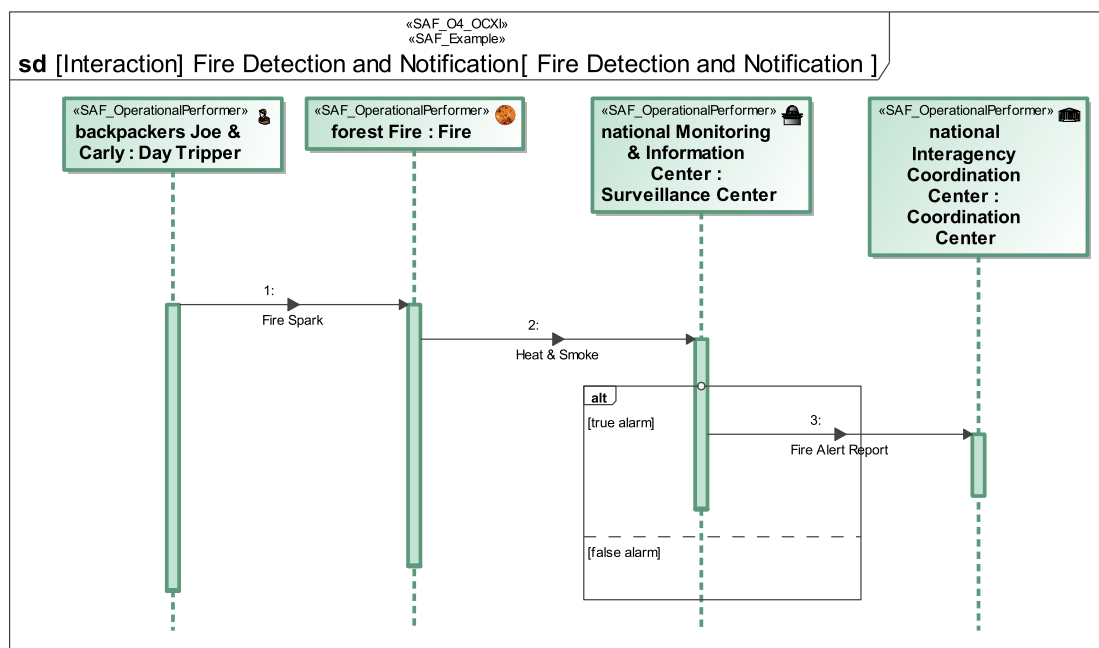 «SAF_O4_OCXI»
«SAF_Example»
sd [Interaction] Fire Detection and Notification[ Fire Detection and Notification ]
«SAF_OperationalPerformer»
backpackers Joe &
Carly : Day Tripper
«SAF_OperationalPerformer»
forest Fire : Fire
«SAF_OperationalPerformer»
national Monitoring
& Information
Center :
Surveillance Center
«SAF_OperationalPerformer»
national
Interagency
Coordination
Center :
Coordination
Center
1:
Fire Spark
2:
Heat & Smoke
alt
[true alarm]
3:
Fire Alert Report
[false alarm]